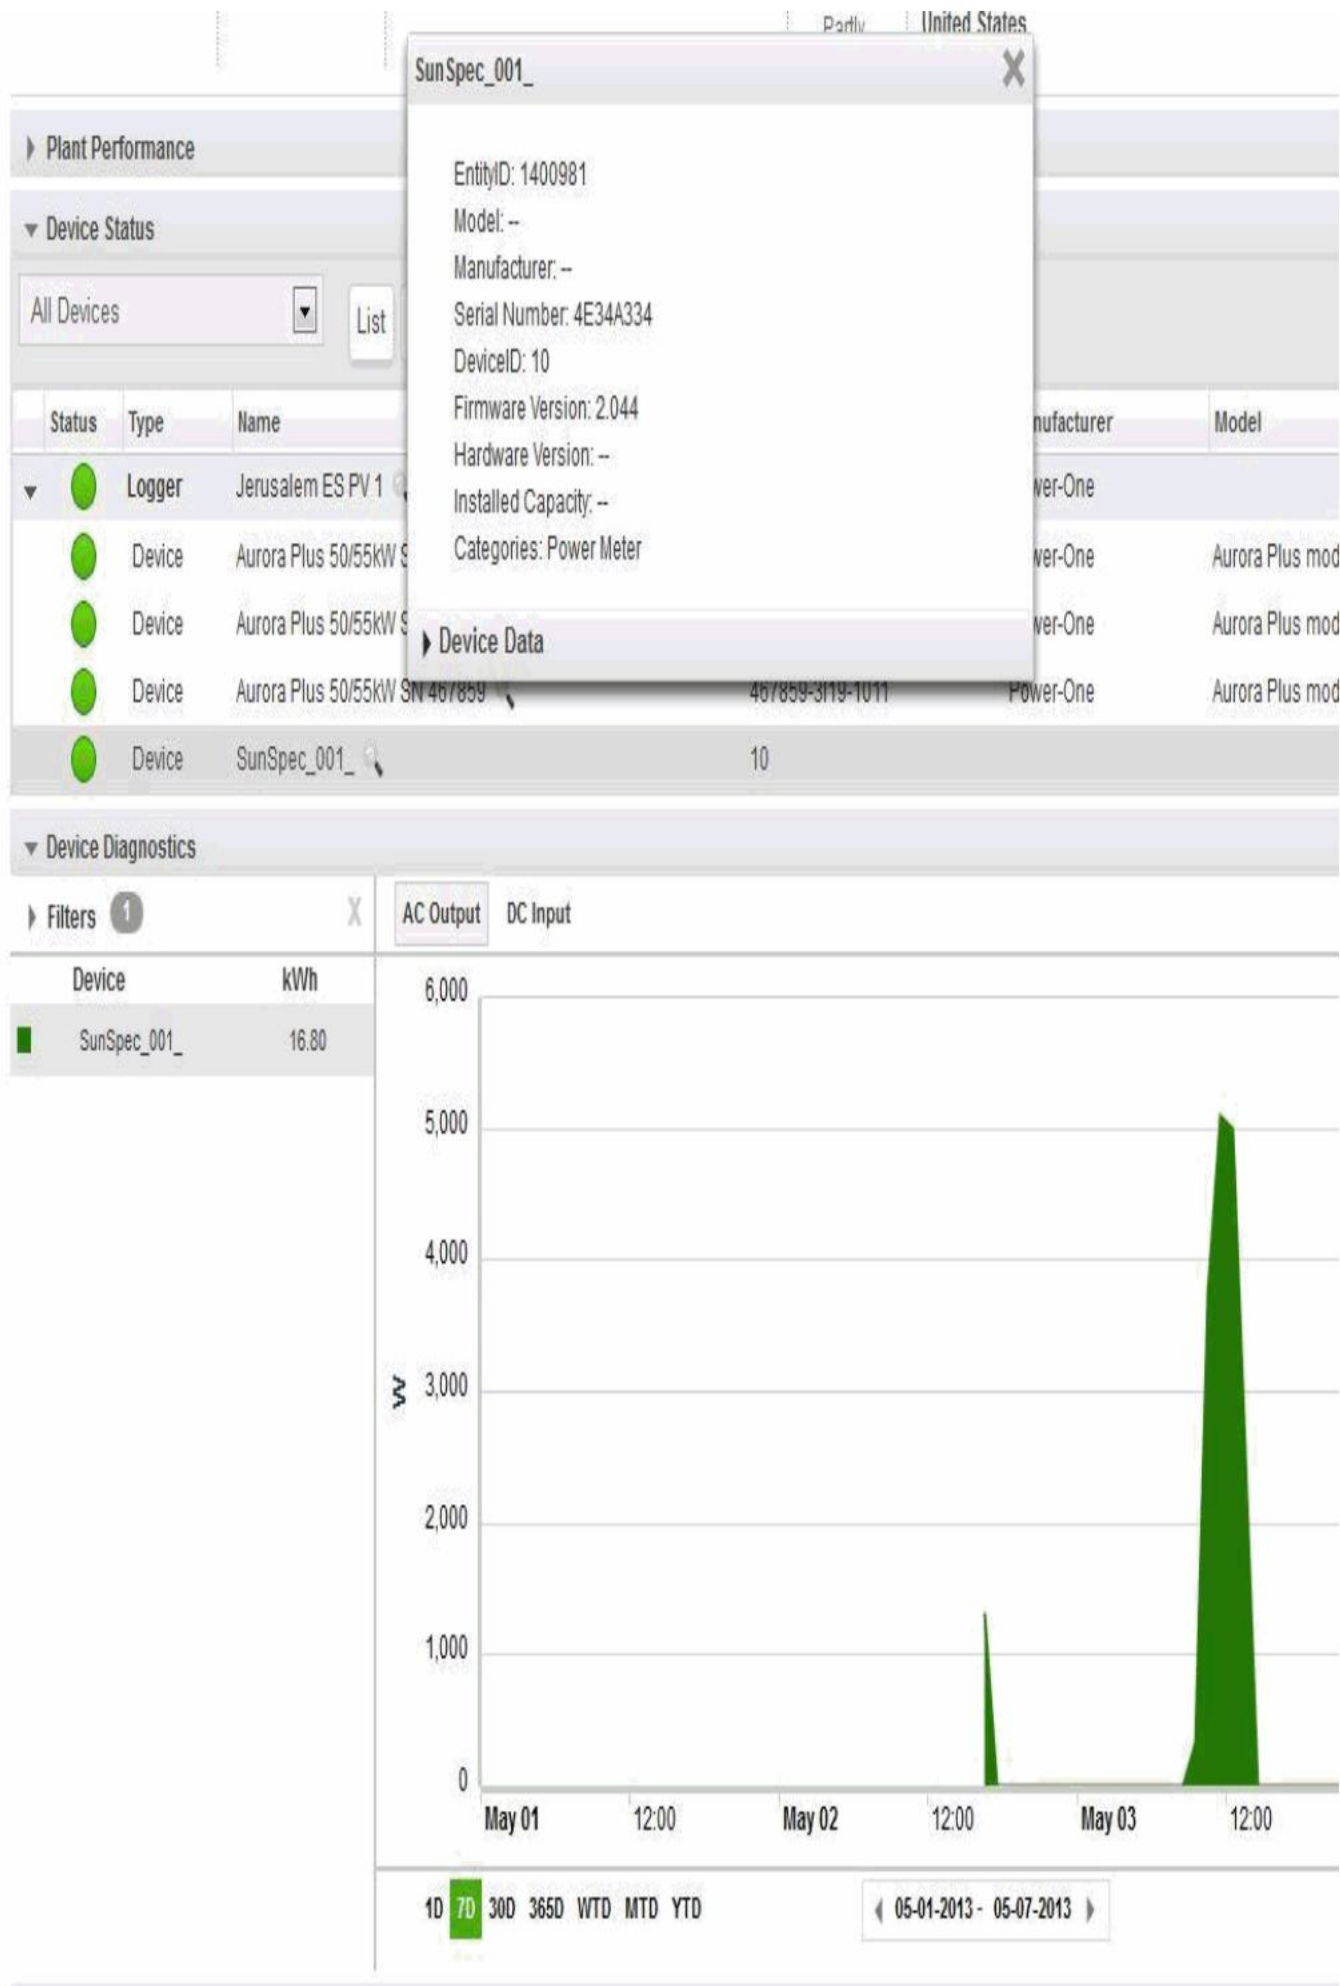 Partly
United States
SunSpec_001_
Plant Performance
EntityID: 1400981
Model: --
Device Status
Manufacturer: --
All Devices
List
Serial Number: 4E34A334
DeviceID: 10
Firmware Version: 2.044
Status Type Name nufacturer Model
Hardware Version: --
Logger Jerusalem ES PV 1 wer-One
Installed Capacity: --
Categories: Power Meter
Device Aurora Plus 50/55kW S wer-One Aurora Plus mod
Device Aurora Plus 50/55kW S wer-One Aurora Plus mod
Device Data
Device Aurora Plus 50/55kW SN 467859 467859-3I19-1011 Power-One Aurora Plus mod
Device SunSpec_001_ 10
Device Diagnostics
Filters 1 X AC Output DC Input
Device kWh
SunSpec_001_ 16.80
6,000
5,000
4,000
3,000
W
2,000
1,000
0
May 01 12:00 May 02 12:00 May 03 12:00
1D 7D 30D 365D WTD MTD YTD 05-01-2013 - 05-07-2013